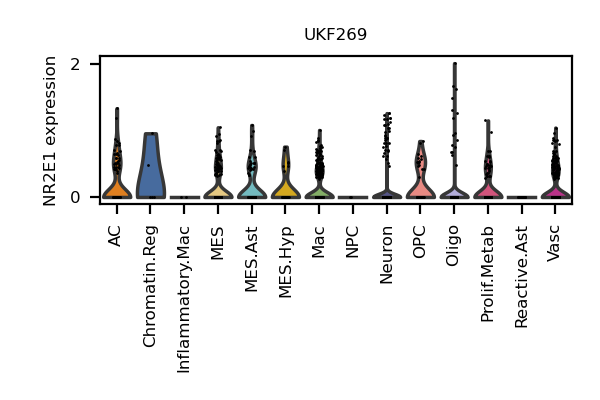 UKF269
NR2E1 expression
2
0
AC
Chromatin.Reg
Inflammatory.Mac
MES
MES.Ast
MES.Hyp
Mac
NPC
Neuron
OPC
Oligo
Prolif.Metab
Reactive.Ast
Vasc